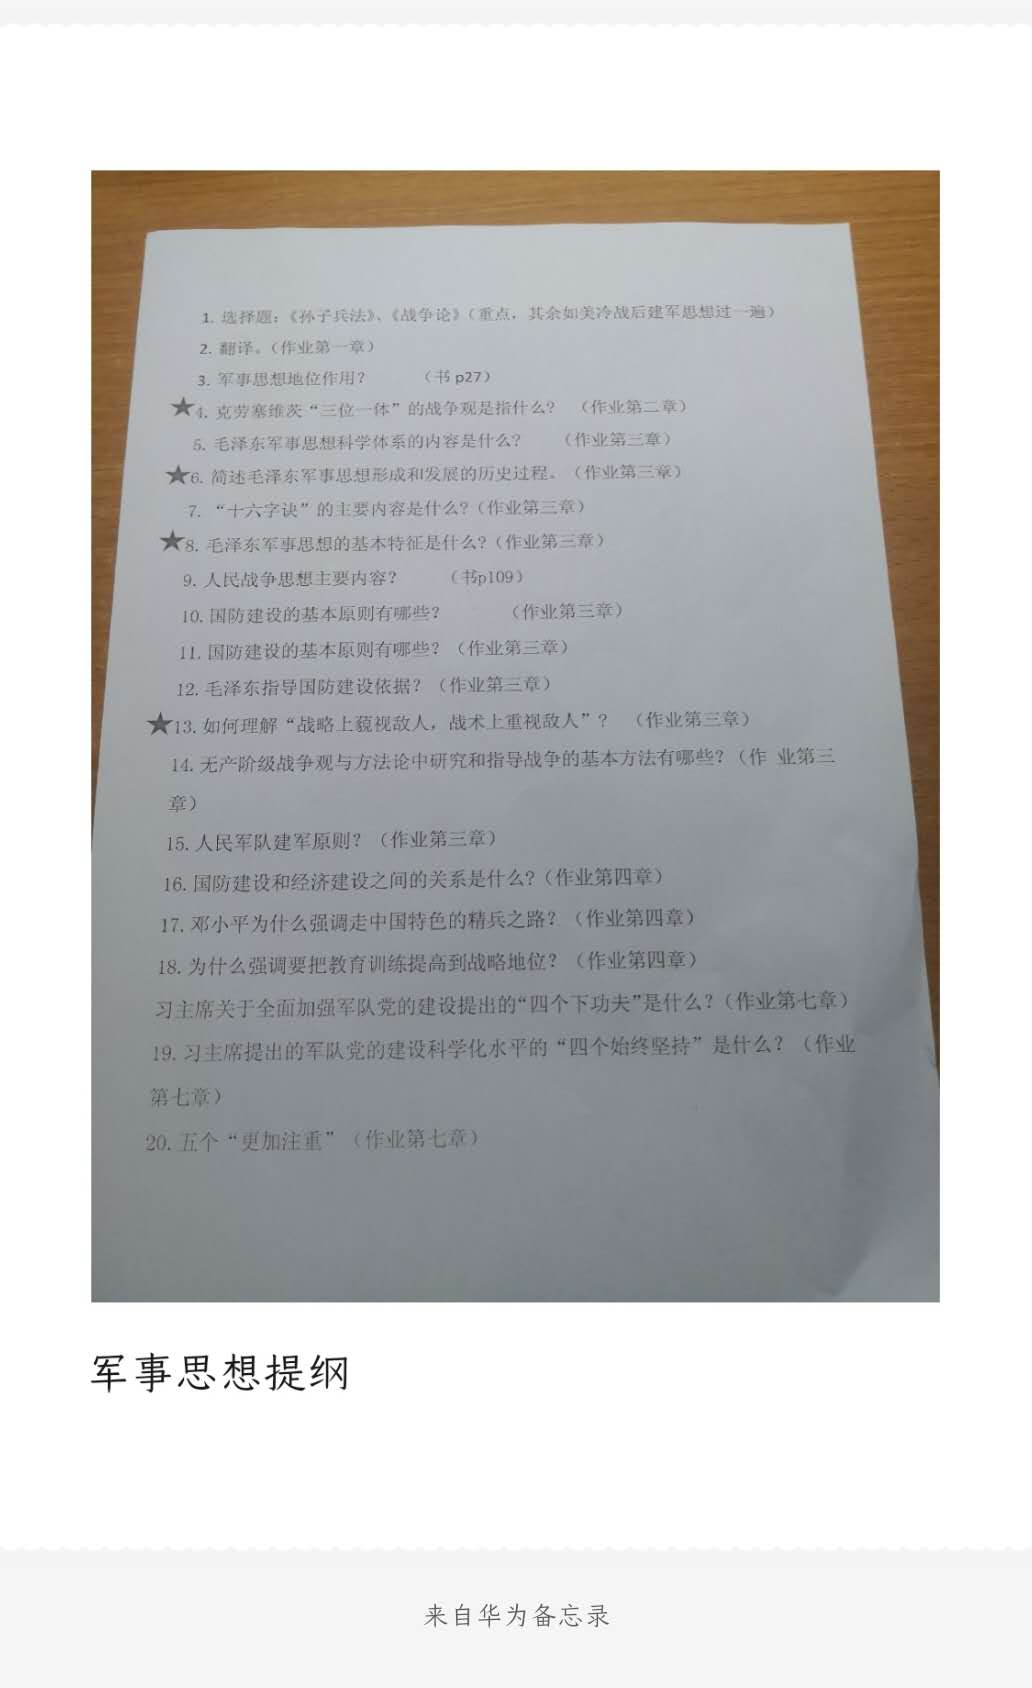 1. 选择题:《孙子兵法》、《战争论》(重点,其余如美冷战后建军思想过一遍)
2. 翻译。(作业第一章)
3. 军事思想地位作用? (书 p27)
★4. 克劳塞维茨“三位一体”的战争观是指什么? (作业第二章)
5. 毛泽东军事思想科学体系的内容是什么? (作业第三章)
★6. 简述毛泽东军事思想形成和发展的历史过程。(作业第三章)
7. “十六字诀”的主要内容是什么?(作业第三章)
★8. 毛泽东军事思想的基本特征是什么?(作业第三章)
9. 人民战争思想主要内容? (书p109)
10. 国防建设的基本原则有哪些? (作业第三章)
11. 国防建设的基本原则有哪些?(作业第三章)
12. 毛泽东指导国防建设依据?(作业第三章)
★13. 如何理解“战略上藐视敌人,战术上重视敌人”? (作业第三章)
14. 无产阶级战争观与方法论中研究和指导战争的基本方法有哪些?(作 业第三
章)
15. 人民军队建军原则?(作业第三章)
16. 国防建设和经济建设之间的关系是什么?(作业第四章)
17. 邓小平为什么强调走中国特色的精兵之路?(作业第四章)
18. 为什么强调要把教育训练提高到战略地位?(作业第四章)
习主席关于全面加强军队党的建设提出的“四个下功夫”是什么?(作业第七章)
19. 习主席提出的军队党的建设科学化水平的“四个始终坚持”是什么?(作业
第七章)
20. 五个“更加注重”(作业第七章)
军事思想提纲
来自华为备忘录